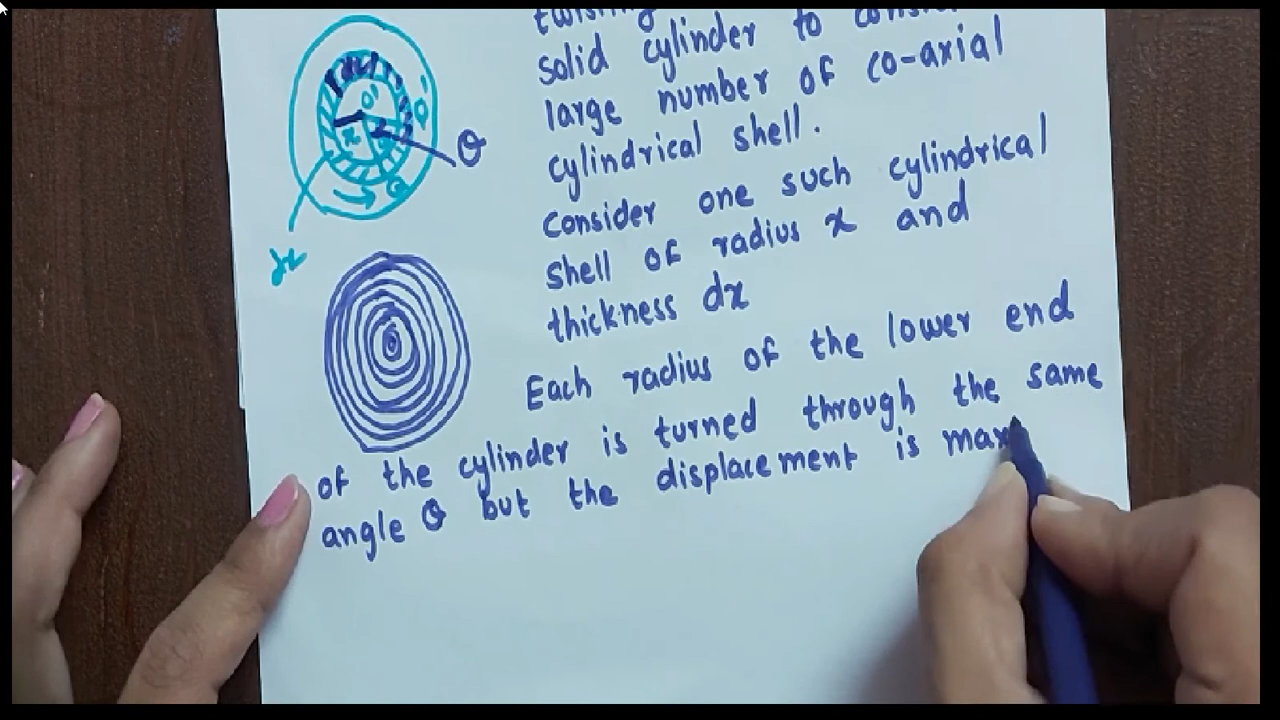 twisting
solid cylinder to
large number of co-axial
cylindrical shell.
Consider one such cylindrical
shell of radius x and
thickness dx
Each radius of the lower end
of the cylinder is turned through the same
angle θ but the displacement is max
dx
O'
x
θ